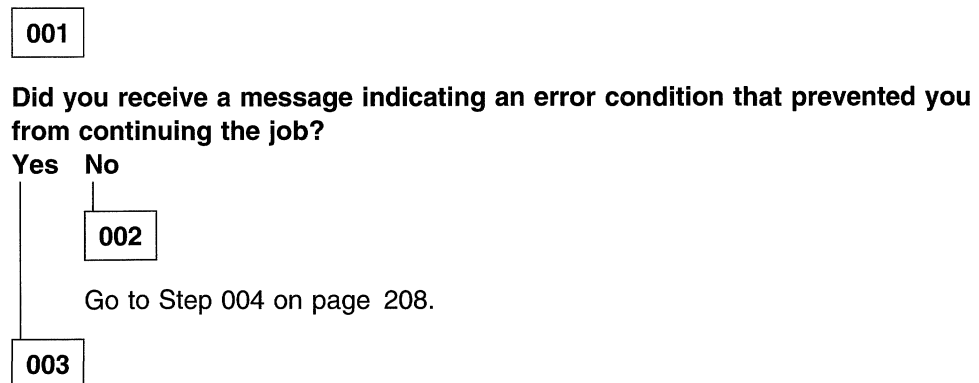 001
Did you receive a message indicating an error condition that prevented you
from continuing the job?
Yes No
002
Go to Step 004 on page 208.
003